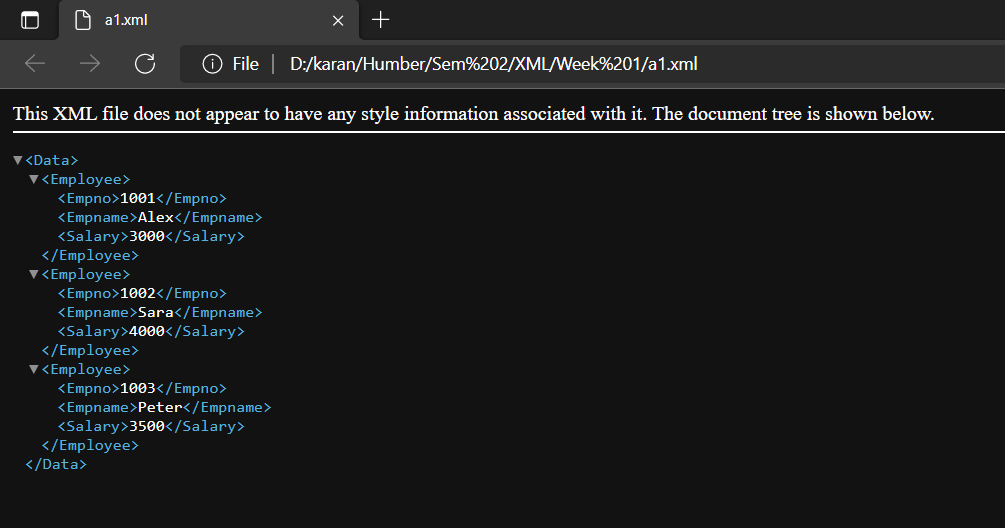 a1.xml
File
D:/karan/Humber/Sem%202/XML/Week%201/a1.xml
This XML file does not appear to have any style information associated with it. The document tree is shown below.
<Data>
<Employee>
<Empno>1001</Empno>
<Empname>Alex</Empname>
<Salary>3000</Salary>
</Employee>
<Employee>
<Empno>1002</Empno>
<Empname>Sara</Empname>
<Salary>4000</Salary>
</Employee>
<Employee>
<Empno>1003</Empno>
<Empname>Peter</Empname>
<Salary>3500</Salary>
</Employee>
</Data>